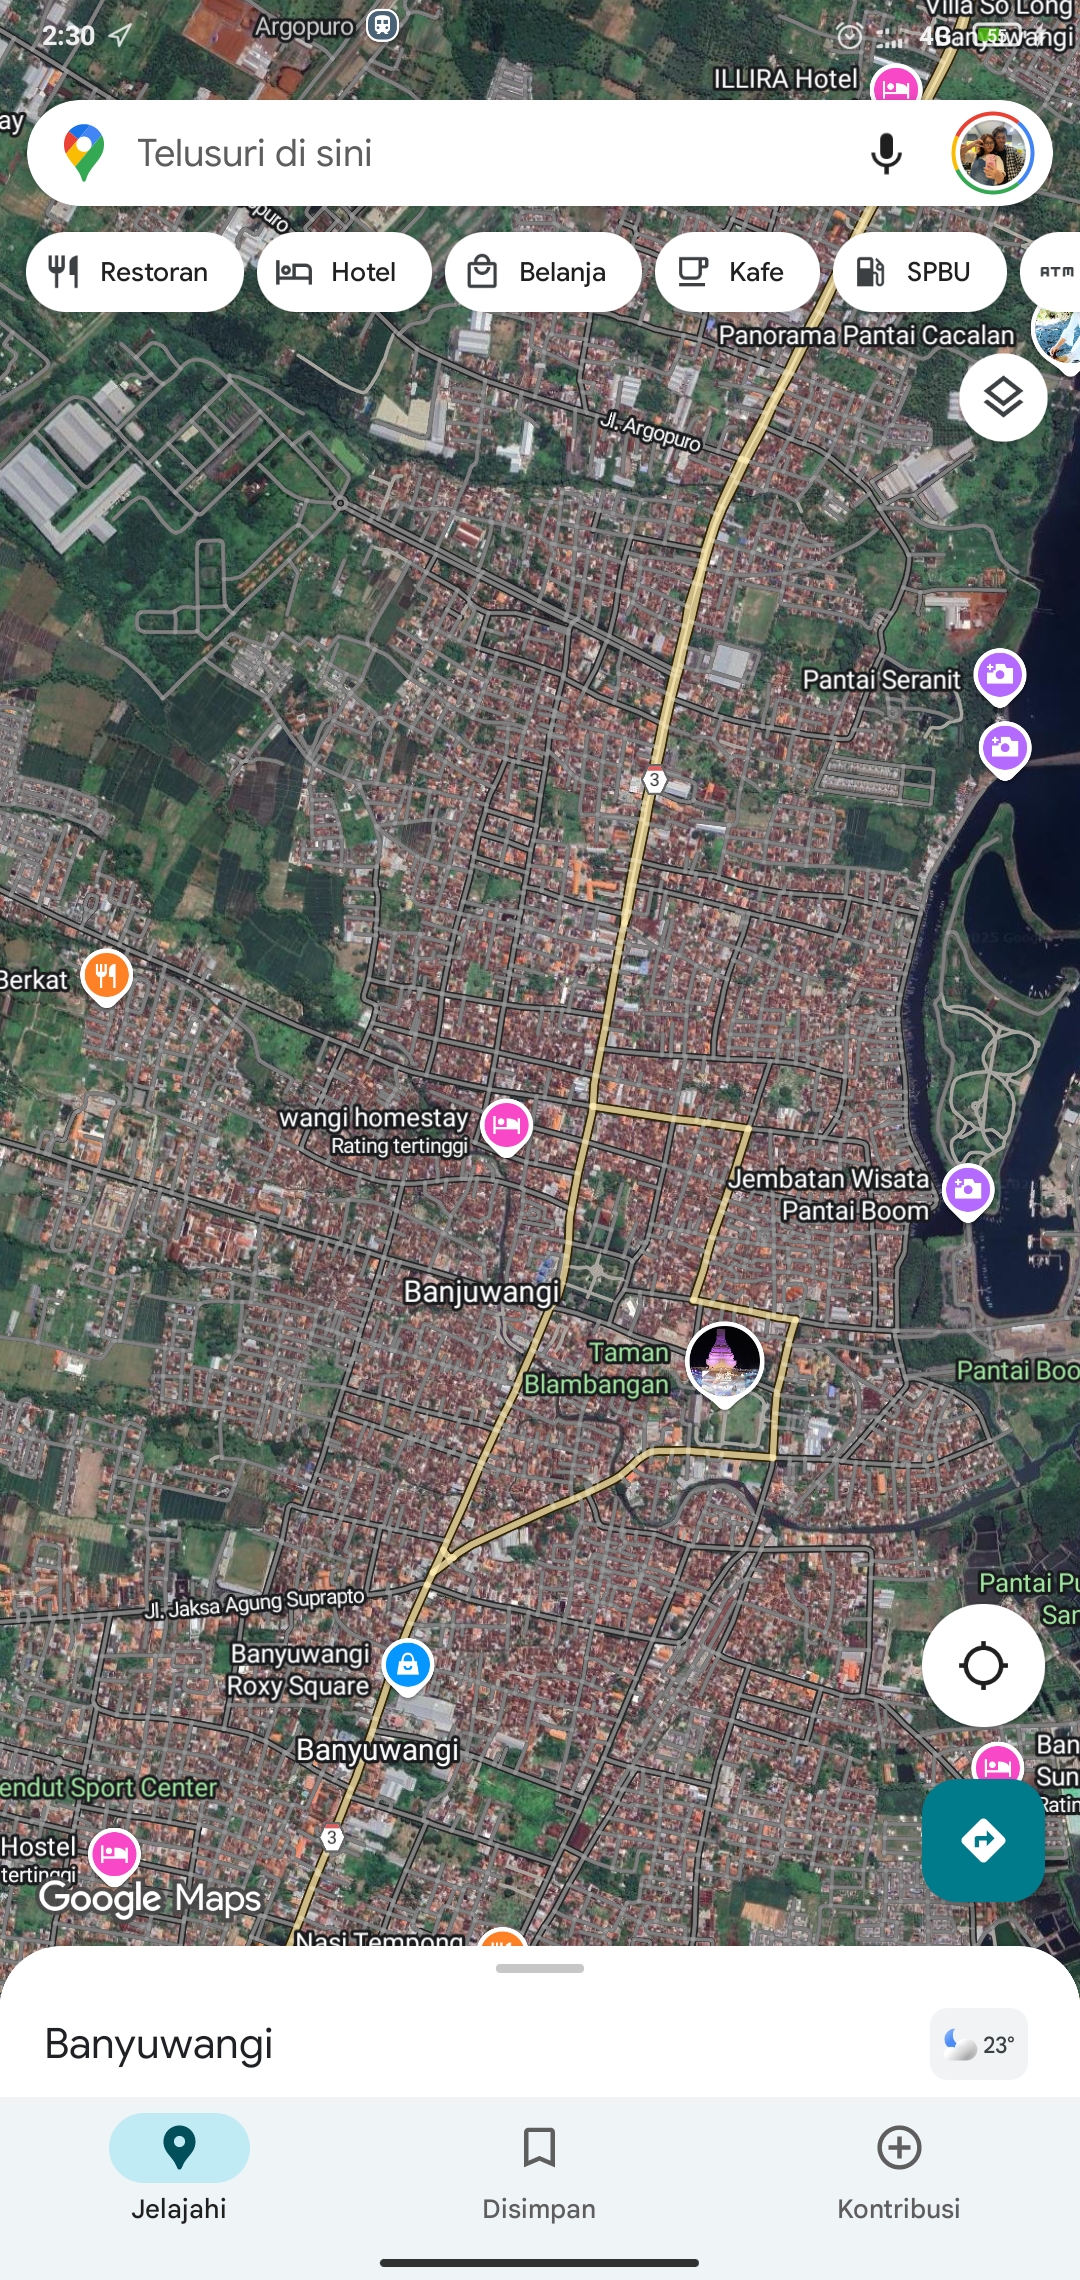 Argopuro
Villa So Long
2:30
4G
55
Banyuwangi
ILLIRA Hotel
ay
Telusuri di sini
Restoran
Hotel
Belanja
Kafe
SPBU
ATM
Panorama Pantai Cacalan
Jl. Argopuro
Pantai Seranit
3
Berkat
wangi homestay
Rating tertinggi
Jembatan Wisata
Pantai Boom
Banjuwangi
Taman
Blambangan
Pantai Boo
Jl. Jaksa Agung Suprapto
Pantai Pu
San
Banyuwangi
Roxy Square
Banyuwangi
Ban
Sun
Ratin
endut Sport Center
3
Hostel
tertinggi
Google Maps
Nasi Tempong
Banyuwangi
23°
Jelajahi
Disimpan
Kontribusi